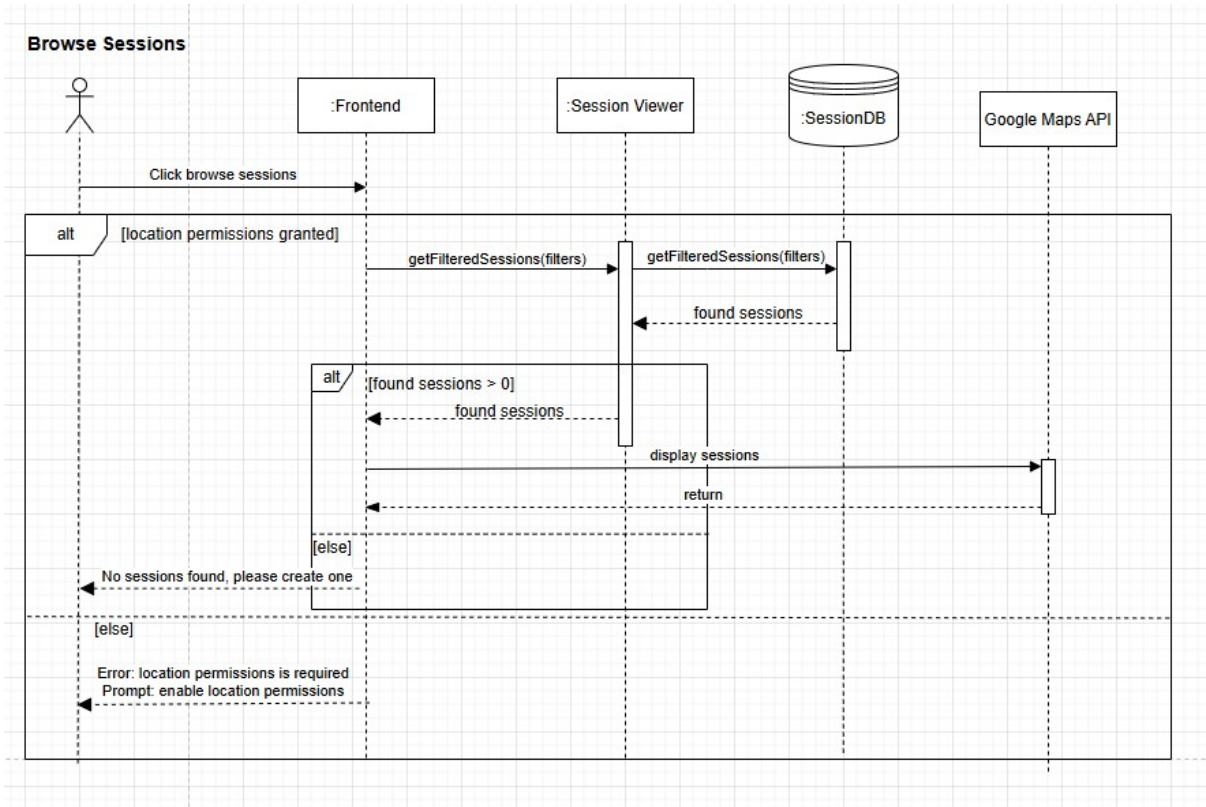 Browse Sessions
:Frontend
:Session Viewer
:SessionDB
Google Maps API
Click browse sessions
alt
[location permissions granted]
getFilteredSessions(filters)
getFilteredSessions(filters)
found sessions
alt
[found sessions > 0]
found sessions
display sessions
return
[else]
No sessions found, please create one
[else]
Error: location permissions is required
Prompt: enable location permissions